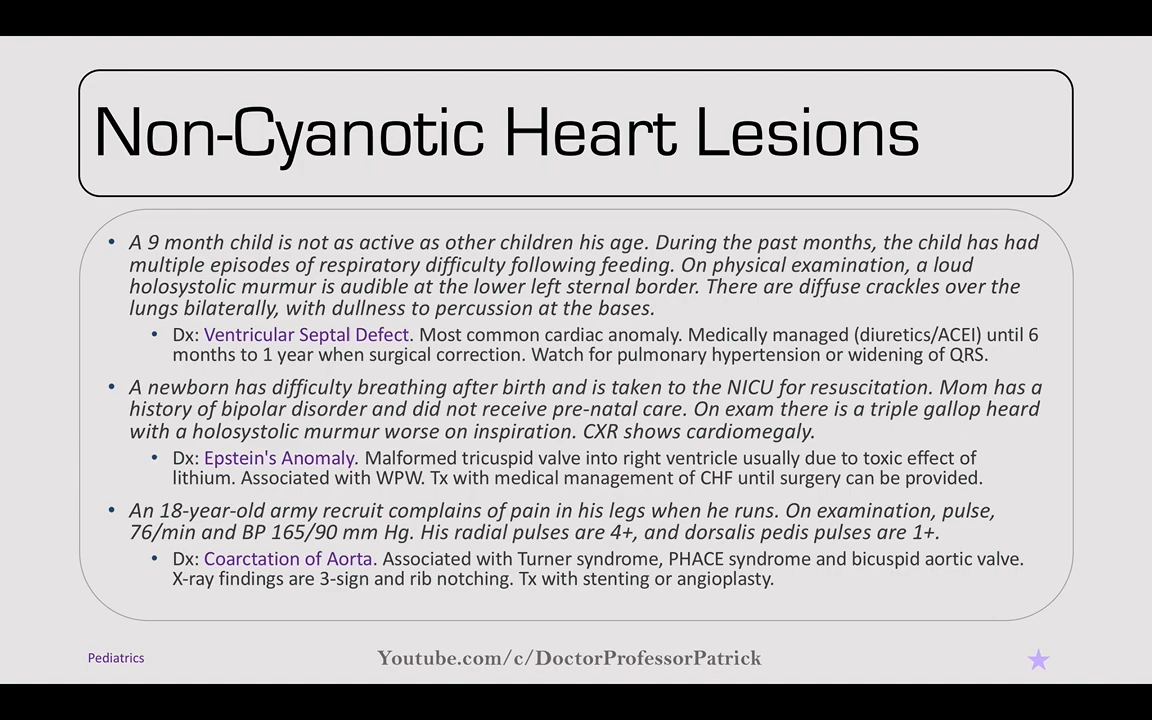 Non-Cyanotic Heart Lesions
• A 9 month child is not as active as other children his age. During the past months, the child has had
multiple episodes of respiratory difficulty following feeding. On physical examination, a loud
holosystolic murmur is audible at the lower left sternal border. There are diffuse crackles over the
lungs bilaterally, with dullness to percussion at the bases.
• Dx: Ventricular Septal Defect. Most common cardiac anomaly. Medically managed (diuretics/ACEI) until 6
months to 1 year when surgical correction. Watch for pulmonary hypertension or widening of QRS.
• A newborn has difficulty breathing after birth and is taken to the NICU for resuscitation. Mom has a
history of bipolar disorder and did not receive pre-natal care. On exam there is a triple gallop heard
with a holosystolic murmur worse on inspiration. CXR shows cardiomegaly.
• Dx: Epstein's Anomaly. Malformed tricuspid valve into right ventricle usually due to toxic effect of
lithium. Associated with WPW. Tx with medical management of CHF until surgery can be provided.
• An 18-year-old army recruit complains of pain in his legs when he runs. On examination, pulse,
76/min and BP 165/90 mm Hg. His radial pulses are 4+, and dorsalis pedis pulses are 1+.
• Dx: Coarctation of Aorta. Associated with Turner syndrome, PHACE syndrome and bicuspid aortic valve.
X-ray findings are 3-sign and rib notching. Tx with stenting or angioplasty.
Pediatrics
Youtube.com/c/DoctorProfessorPatrick